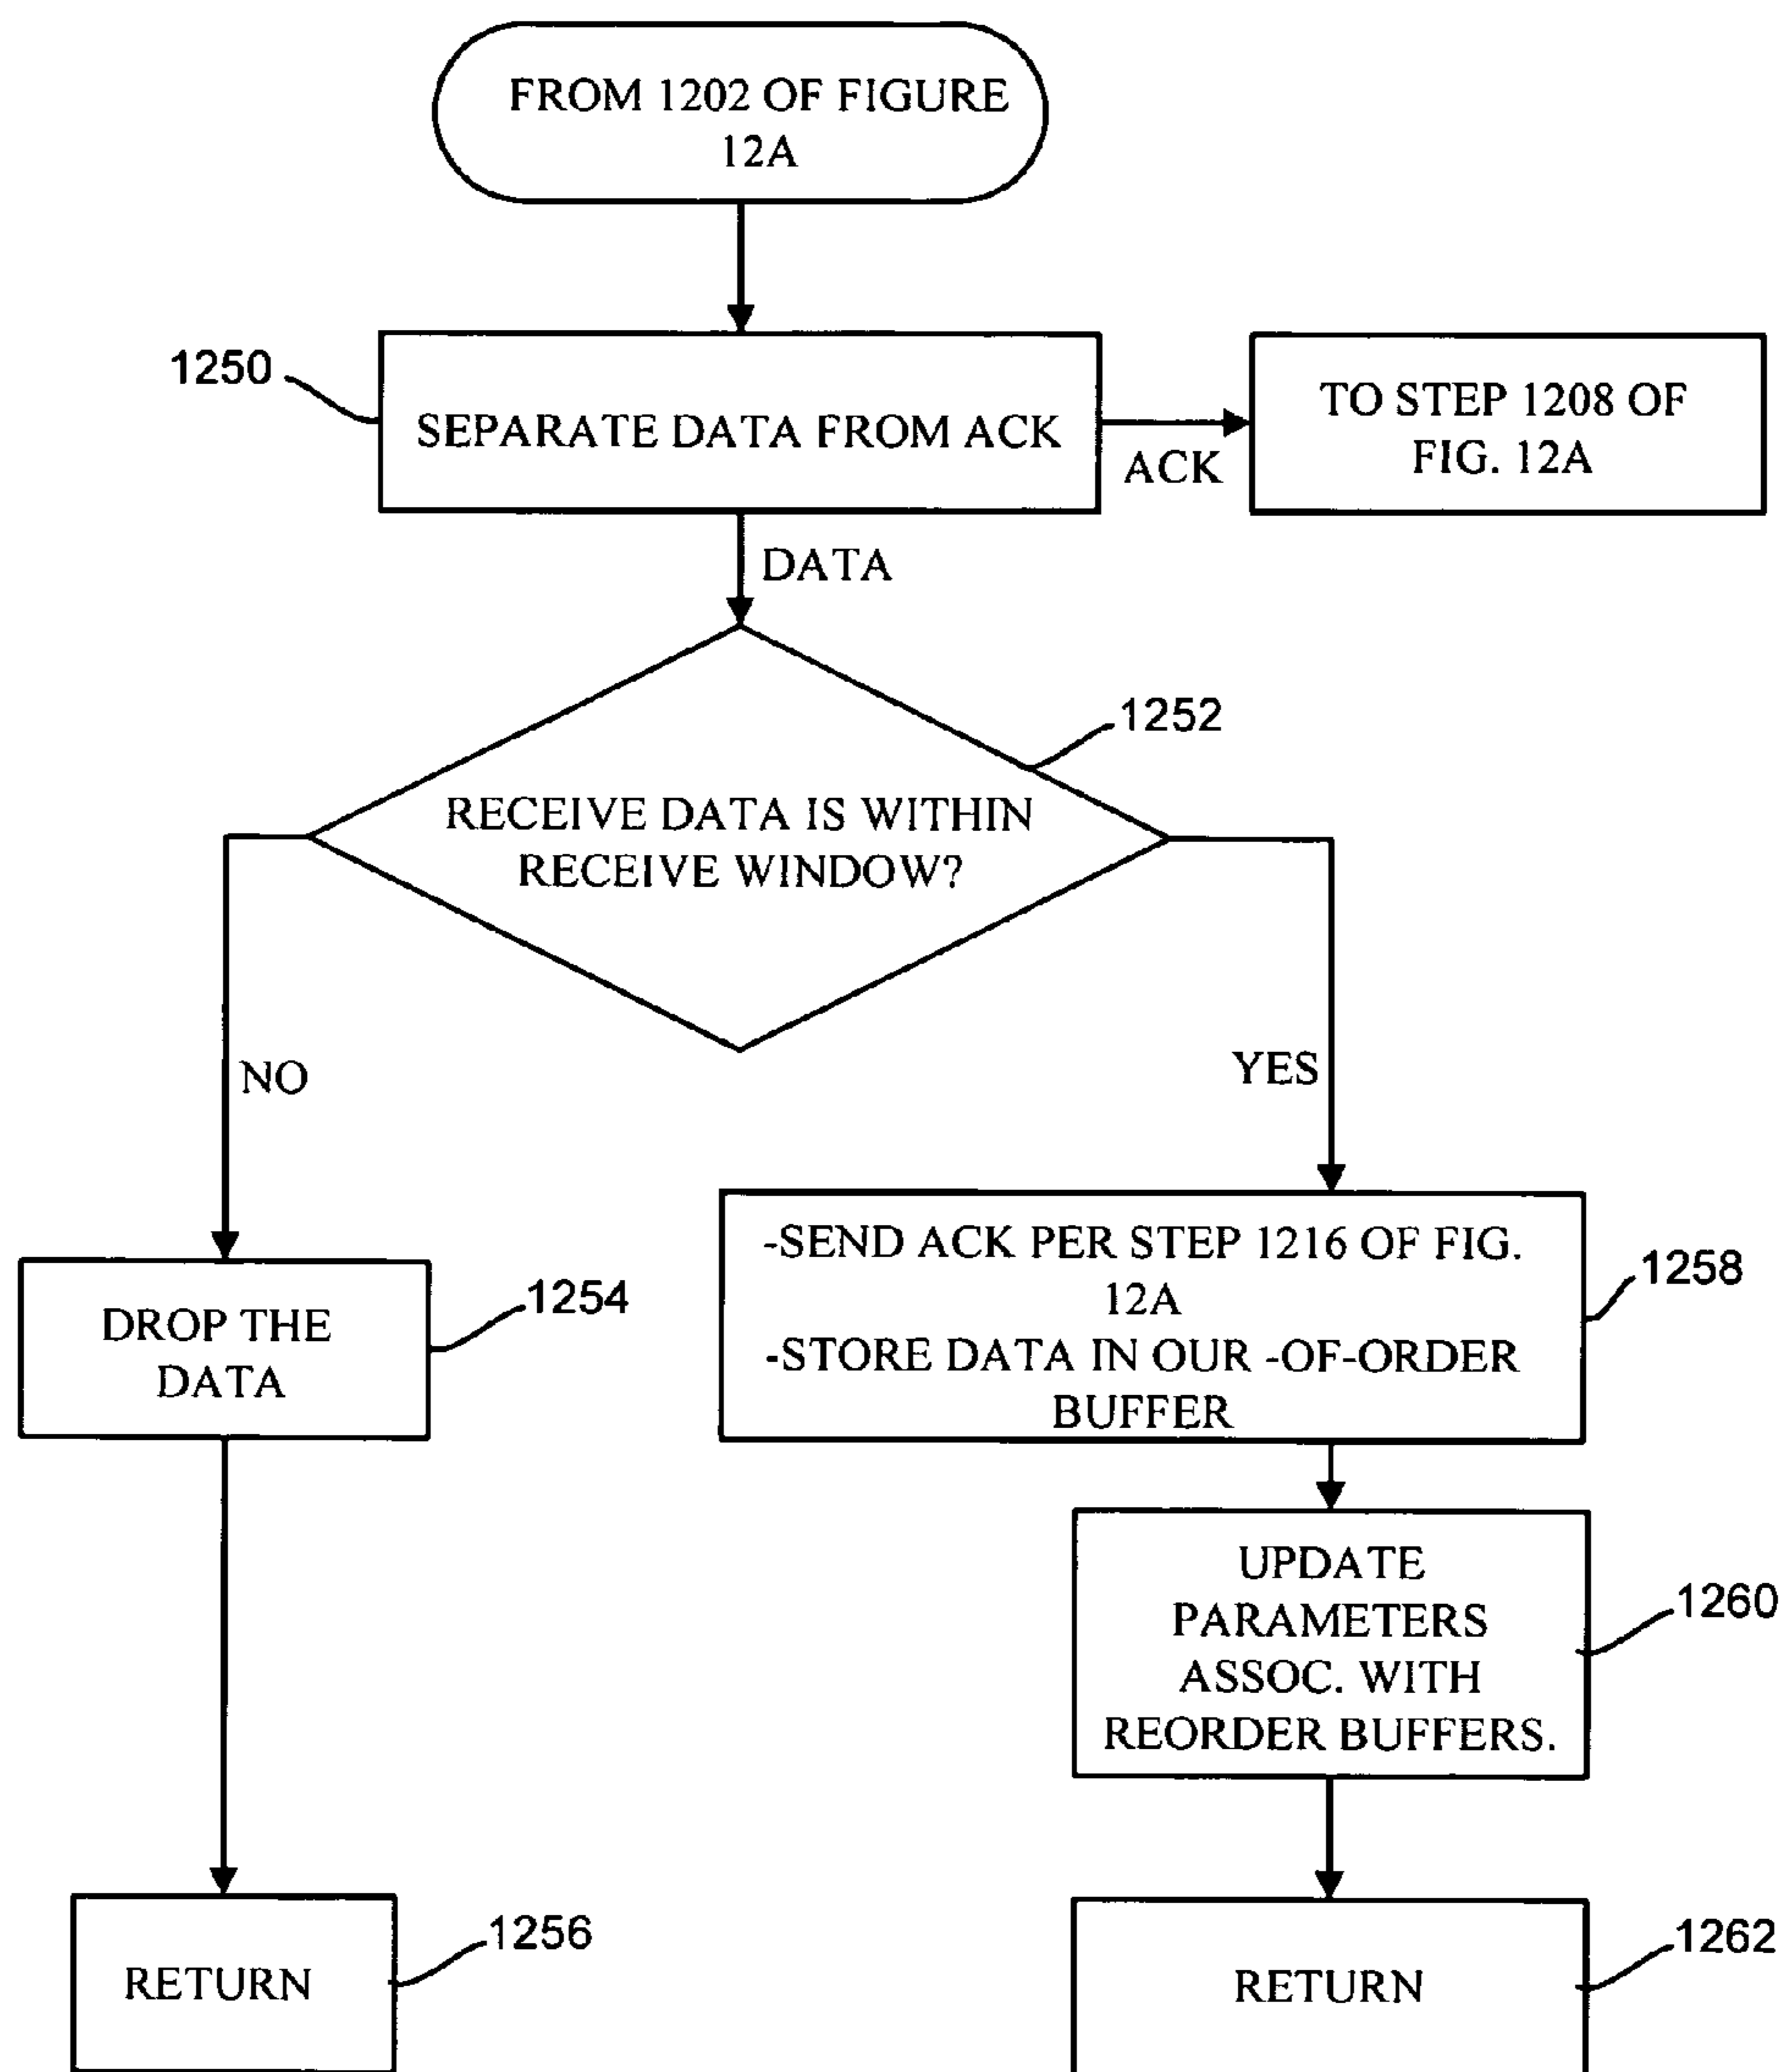 FROM 1202 OF FIGURE
12A
1250
SEPARATE DATA FROM ACK
ACK
TO STEP 1208 OF
FIG. 12A
DATA
1252
RECEIVE DATA IS WITHIN
RECEIVE WINDOW?
NO
YES
DROP THE
DATA
1254
-SEND ACK PER STEP 1216 OF FIG.
12A
-STORE DATA IN OUR -OF-ORDER
BUFFER
1258
UPDATE
PARAMETERS
ASSOC. WITH
REORDER BUFFERS.
1260
RETURN
1256
RETURN
1262